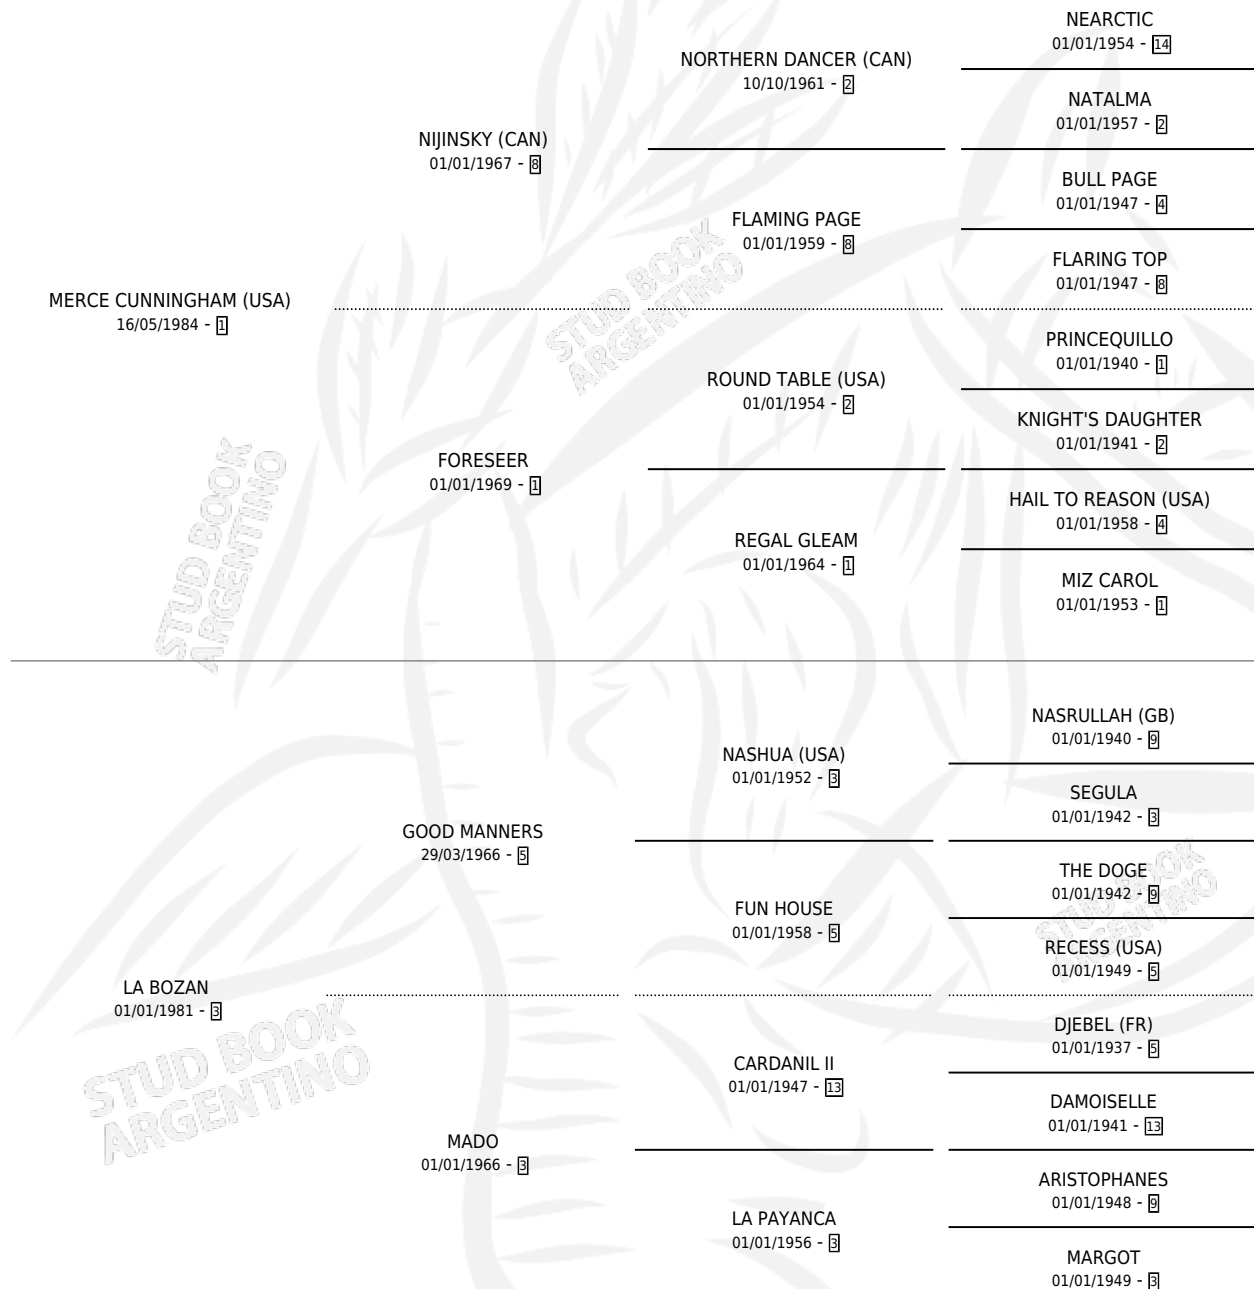 NEARCTIC
01/01/1954 - 14
NORTHERN DANCER (CAN)
10/10/1961 - 2
NATALMA
01/01/1957 - 2
NIJINSKY (CAN)
01/01/1967 - 8
BULL PAGE
01/01/1947 - 4
FLAMING PAGE
01/01/1959 - 8
FLARING TOP
01/01/1947 - 8
MERCE CUNNINGHAM (USA)
16/05/1984 - 1
PRINCEQUILLO
01/01/1940 - 1
ROUND TABLE (USA)
01/01/1954 - 2
KNIGHT'S DAUGHTER
01/01/1941 - 2
FORESEER
01/01/1969 - 1
HAIL TO REASON (USA)
01/01/1958 - 4
REGAL GLEAM
01/01/1964 - 1
MIZ CAROL
01/01/1953 - 1
NASRULLAH (GB)
01/01/1940 - 9
NASHUA (USA)
01/01/1952 - 3
SEGULA
01/01/1942 - 3
GOOD MANNERS
29/03/1966 - 5
THE DOGE
01/01/1942 - 9
FUN HOUSE
01/01/1958 - 5
RECESS (USA)
01/01/1949 - 5
LA BOZAN
01/01/1981 - 3
DJEBEL (FR)
01/01/1937 - 5
CARDANIL II
01/01/1947 - 13
DAMOISELLE
01/01/1941 - 13
MADO
01/01/1966 - 3
ARISTOPHANES
01/01/1948 - 9
LA PAYANCA
01/01/1956 - 3
MARGOT
01/01/1949 - 3
STUD BOOK
ARGENTINO
STUD BOOK
ARGENTINO
STUD BOOK
ARGENTINO
STUD BOOK
ARGENTINO